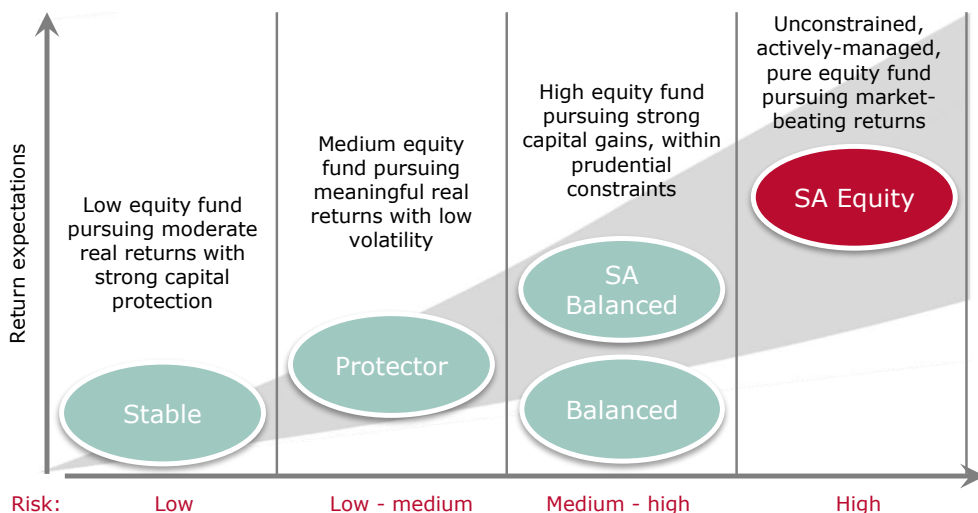 Return expectations
Low equity fund
pursuing moderate
real returns with
strong capital
protection
Stable
Medium equity
fund pursuing
meaningful real
returns with low
volatility
Protector
High equity fund
pursuing strong
capital gains, within
prudential
constraints
SA
Balanced
Balanced
Unconstrained,
actively-managed,
pure equity fund
pursuing market-
beating returns
SA Equity
Risk: Low Low - medium Medium - high High